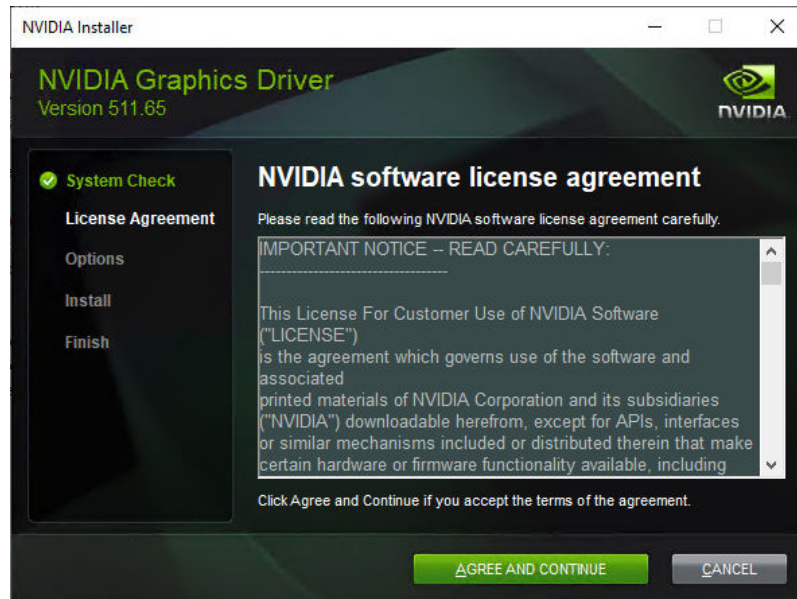 NVIDIA Installer
NVIDIA Graphics Driver
Version 511.65
NVIDIA
System Check
License Agreement
Options
Install
Finish
NVIDIA software license agreement
Please read the following NVIDIA software license agreement carefully.
IMPORTANT NOTICE -- READ CAREFULLY:
-----------------------------------
This License For Customer Use of NVIDIA Software
("LICENSE")
is the agreement which governs use of the software and
associated
printed materials of NVIDIA Corporation and its subsidiaries
("NVIDIA") downloadable herefrom, except for APIs, interfaces
or similar mechanisms included or distributed therein that make
certain hardware or firmware functionality available, including
Click Agree and Continue if you accept the terms of the agreement.
AGREE AND CONTINUE
CANCEL